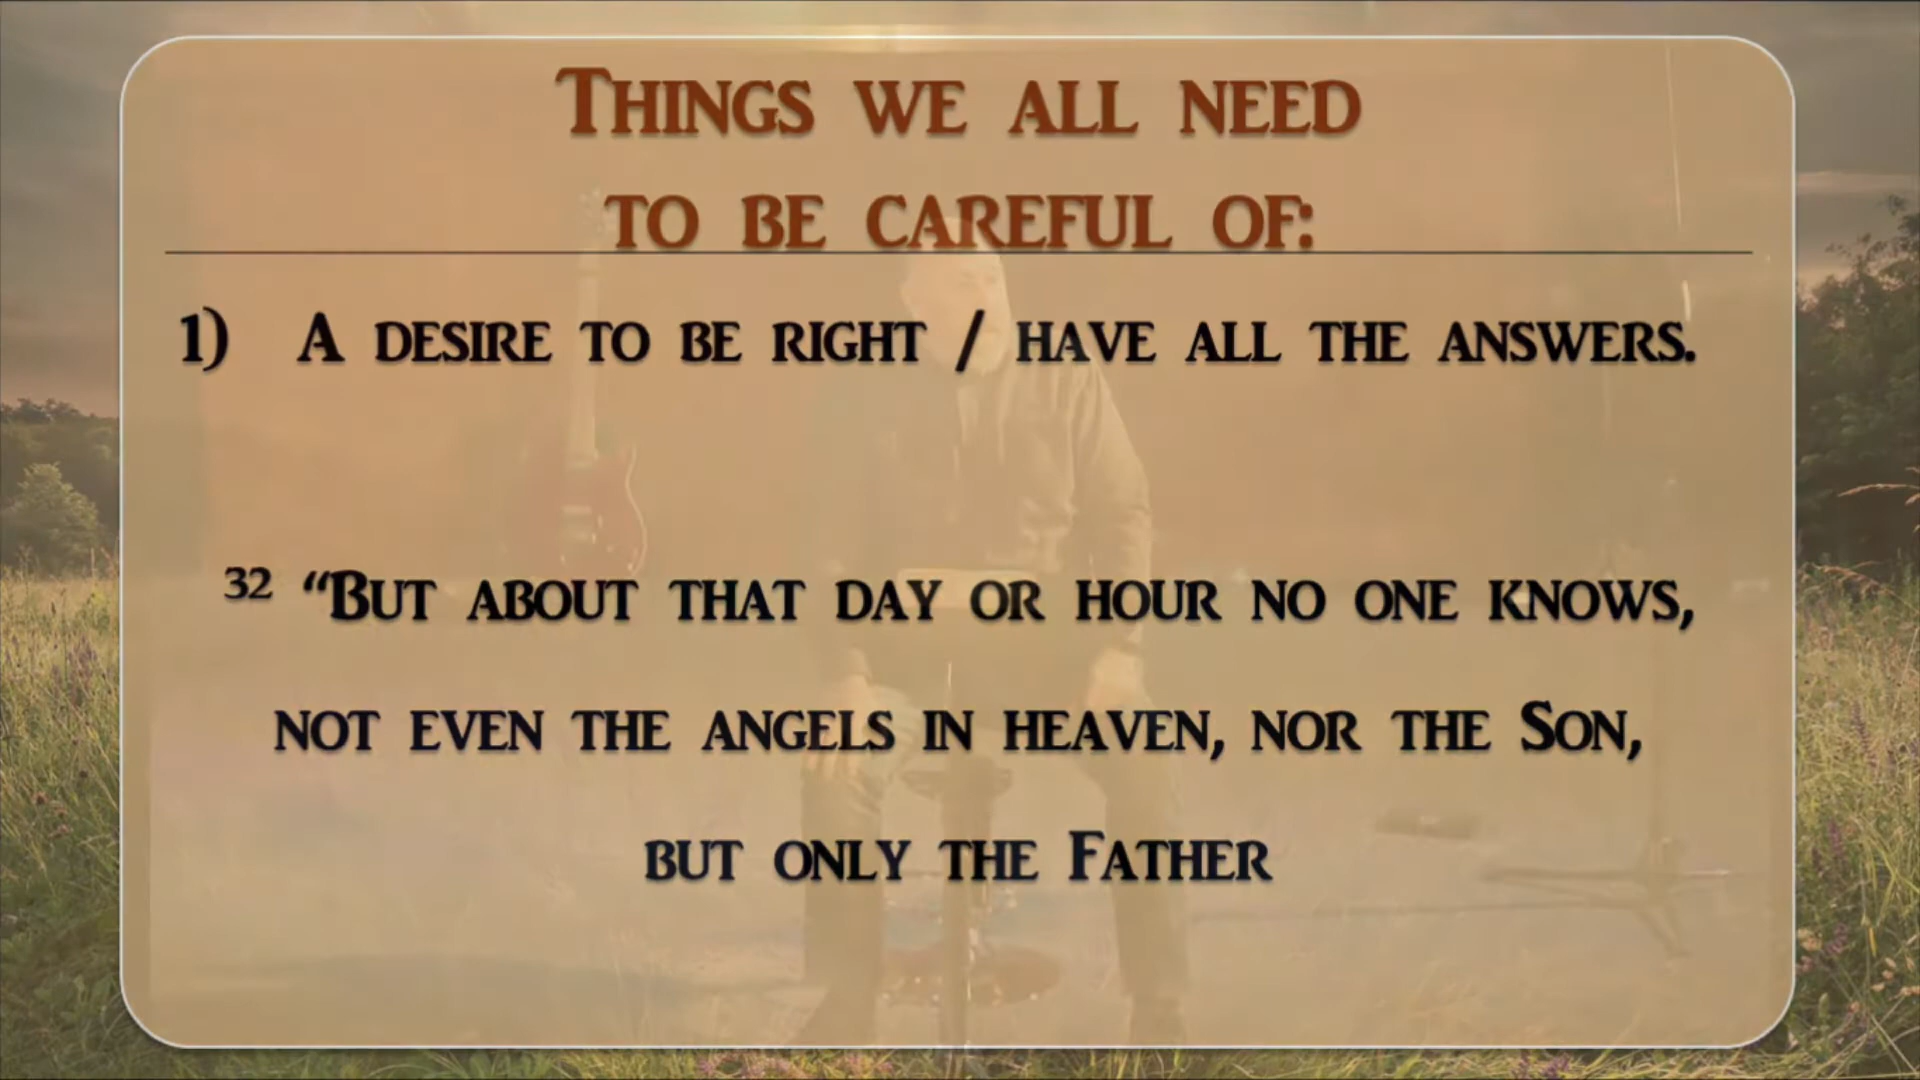 Things we all need
to be careful of:
1) A desire to be right / have all the answers.
32 “But about that day or hour no one knows,
not even the angels in heaven, nor the Son,
but only the Father